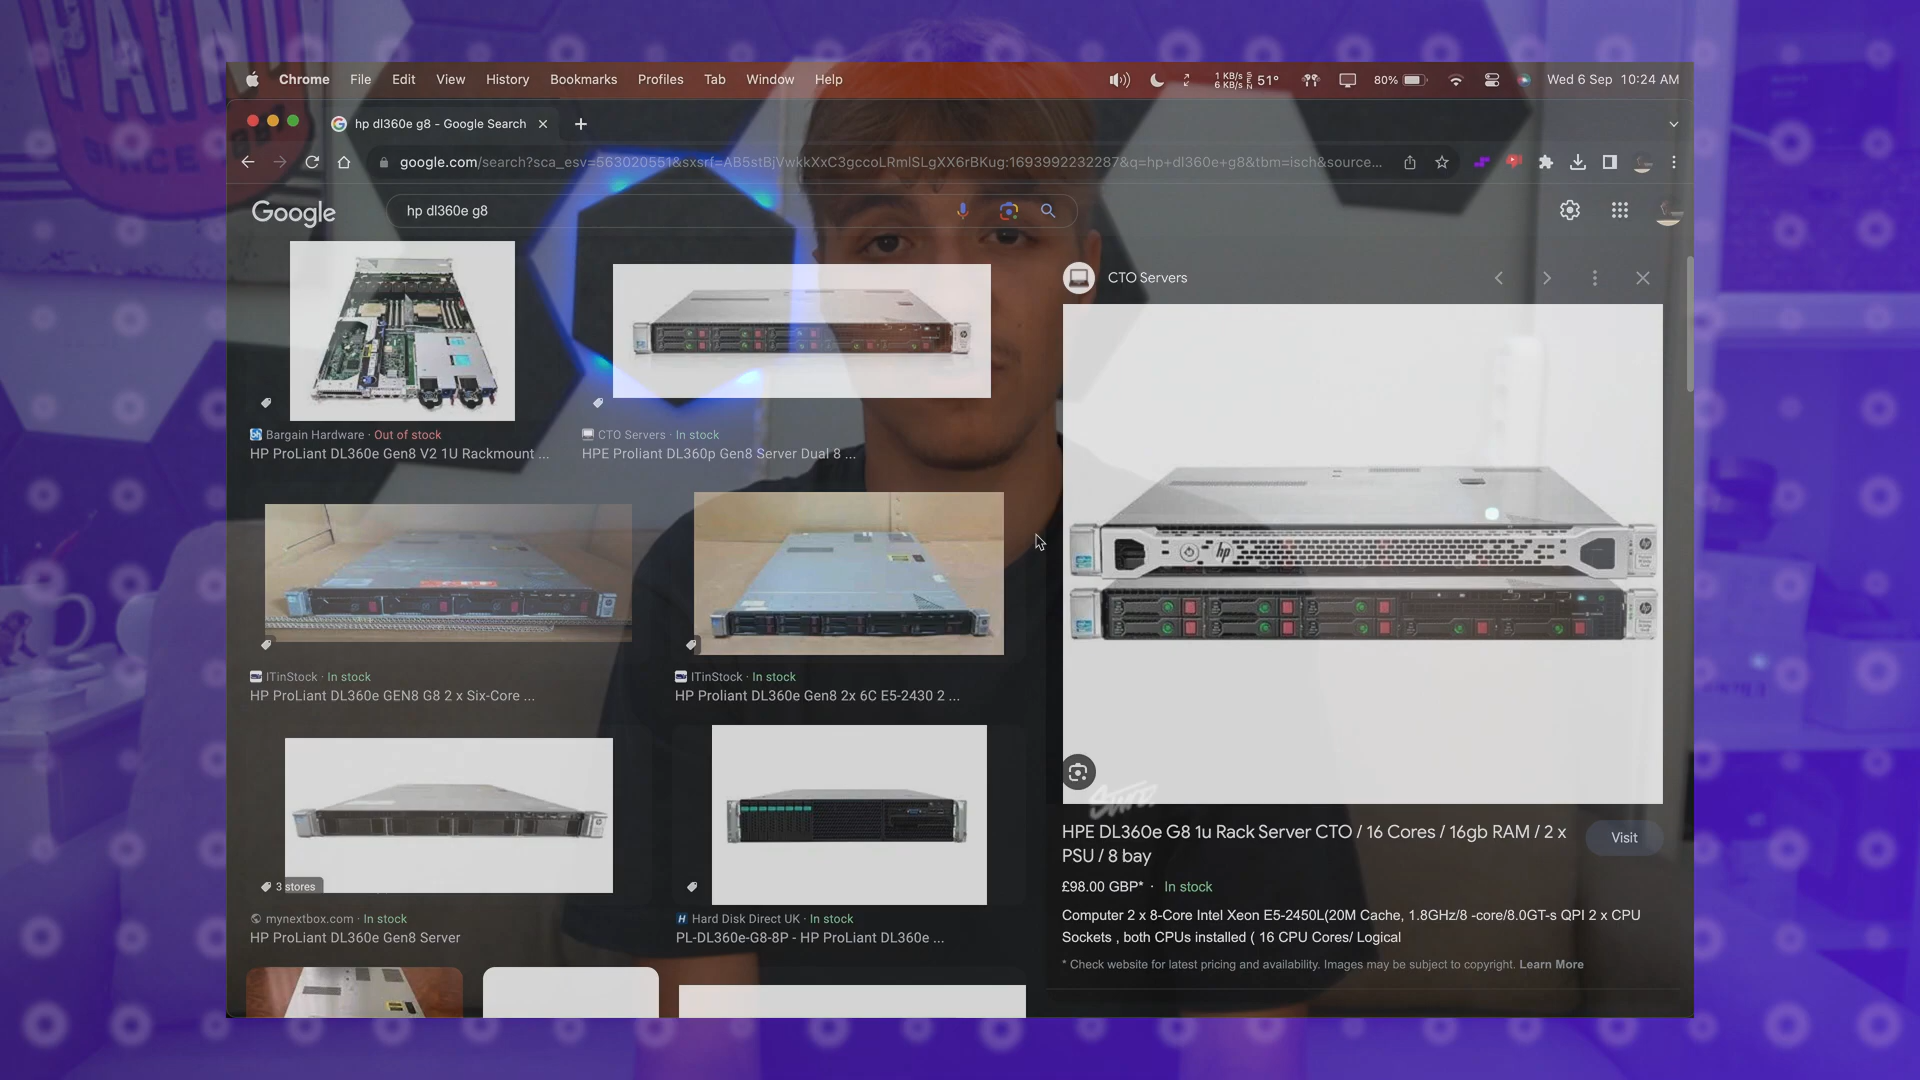 PAINT
SINCE
Chrome File Edit View History Bookmarks Profiles Tab Window Help
1 KB/s
6 KB/s
SEN
51°
80%
Wed 6 Sep 10:24 AM
hp dl360e g8 - Google Search
google.com/search?sca_esv=563020551&sxsrf=AB5stBjVwkkXxC3gccoLRmlSLgXX6rBKug:1693992232287&q=hp+dl360e+g8&tbm=isch&source...
Google
hp dl360e g8
CTO Servers
Bargain Hardware · Out of stock
HP ProLiant DL360e Gen8 V2 1U Rackmount ...
CTO Servers · In stock
HPE Proliant DL360p Gen8 Server Dual 8 ...
hp
ITinStock · In stock
HP ProLiant DL360e GEN8 G8 2 x Six-Core ...
ITinStock · In stock
HP Proliant DL360e Gen8 2x 6C E5-2430 2 ...
3 stores
mynextbox.com · In stock
HP ProLiant DL360e Gen8 Server
Hard Disk Direct UK · In stock
PL-DL360e-G8-8P - HP ProLiant DL360e ...
HPE DL360e G8 1u Rack Server CTO / 16 Cores / 16gb RAM / 2 x
PSU / 8 bay
Visit
£98.00 GBP* · In stock
Computer 2 x 8-Core Intel Xeon E5-2450L(20M Cache, 1.8GHz/8 -core/8.0GT-s QPI 2 x CPU
Sockets , both CPUs installed ( 16 CPU Cores/ Logical
* Check website for latest pricing and availability. Images may be subject to copyright. Learn More